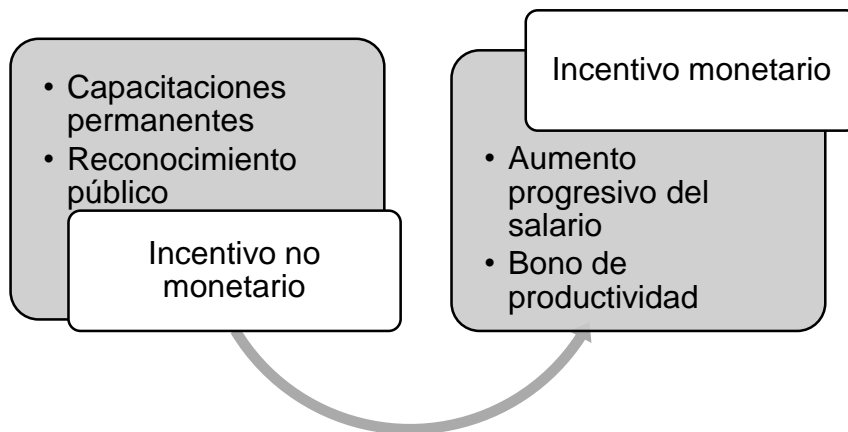 • Capacitaciones
permanentes
• Reconocimiento
público
Incentivo no
monetario
Incentivo monetario
• Aumento
progresivo del
salario
• Bono de
productividad